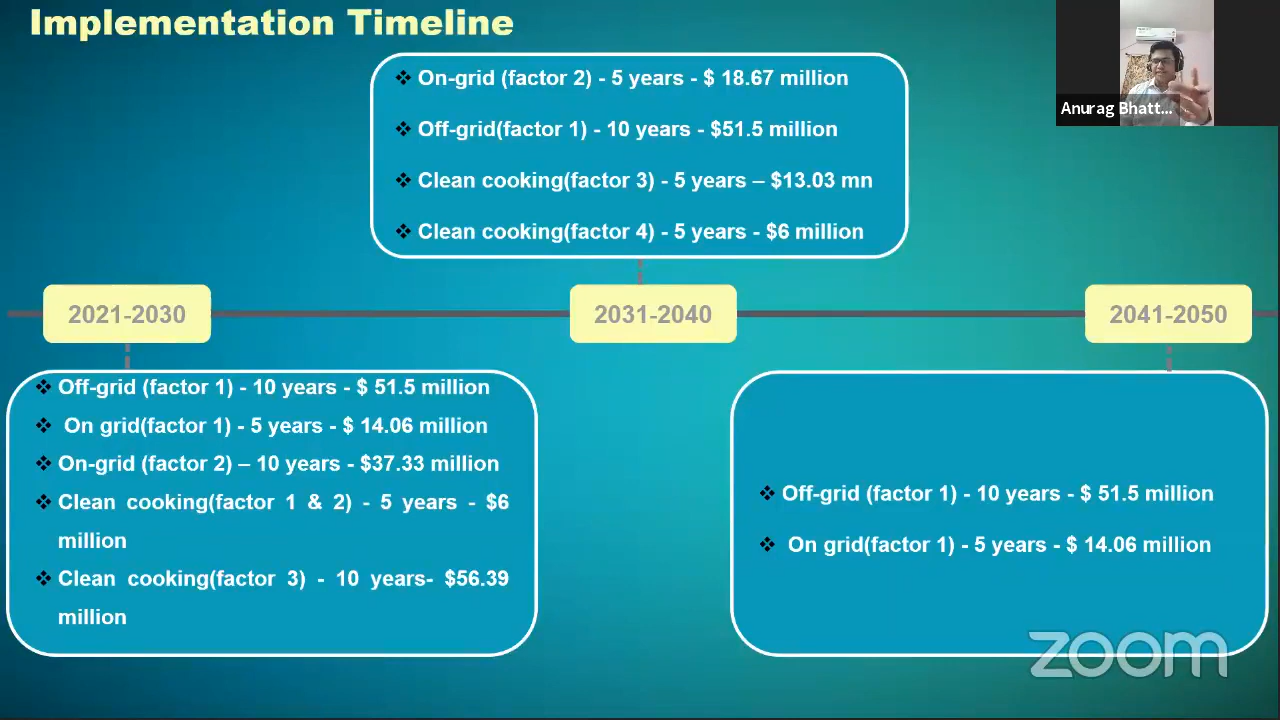 Implementation Timeline
Anurag Bhatt...
❖ On-grid (factor 2) - 5 years - $ 18.67 million
❖ Off-grid(factor 1) - 10 years - $51.5 million
❖ Clean cooking(factor 3) - 5 years – $13.03 mn
❖ Clean cooking(factor 4) - 5 years - $6 million
2021-2030
2031-2040
2041-2050
❖ Off-grid (factor 1) - 10 years - $ 51.5 million
❖ On grid(factor 1) - 5 years - $ 14.06 million
❖ On-grid (factor 2) – 10 years - $37.33 million
❖ Clean cooking(factor 1 & 2) - 5 years - $6
million
❖ Clean cooking(factor 3) - 10 years- $56.39
million
❖ Off-grid (factor 1) - 10 years - $ 51.5 million
❖ On grid(factor 1) - 5 years - $ 14.06 million
zoom